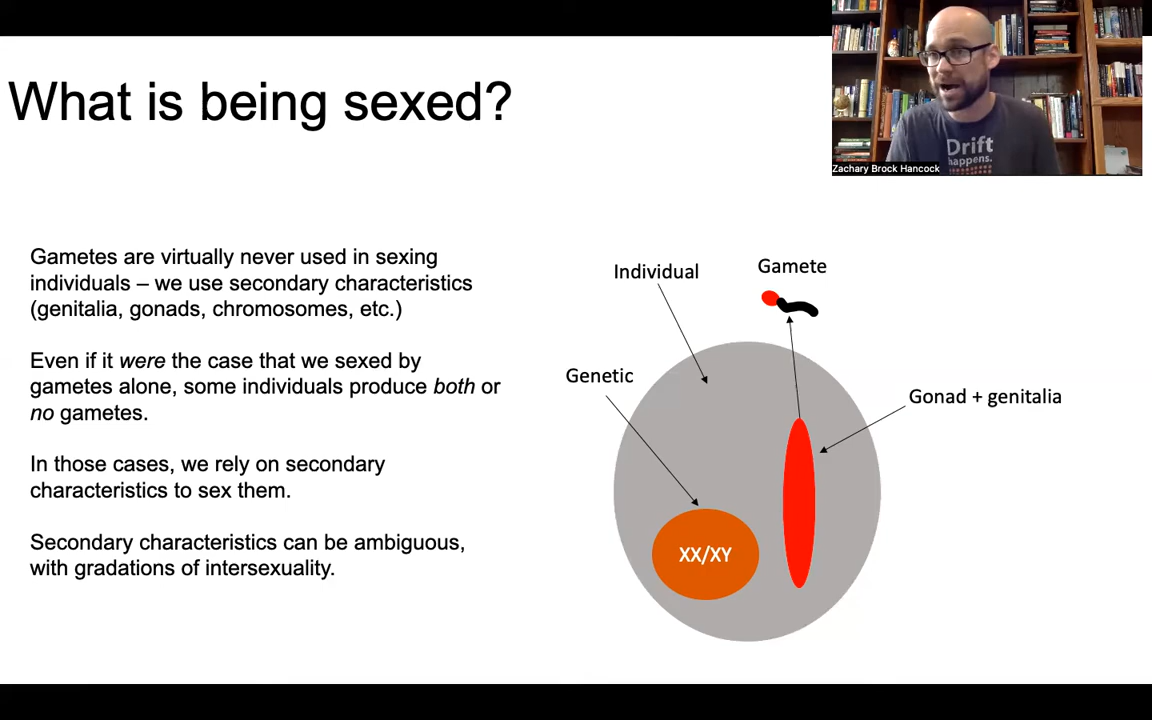 What is being sexed?
Drift
happens.
Zachary Brock Hancock
Gametes are virtually never used in sexing
individuals – we use secondary characteristics
(genitalia, gonads, chromosomes, etc.)
Even if it were the case that we sexed by
gametes alone, some individuals produce both or
no gametes.
In those cases, we rely on secondary
characteristics to sex them.
Secondary characteristics can be ambiguous,
with gradations of intersexuality.
Individual
Gamete
Genetic
Gonad + genitalia
XX/XY